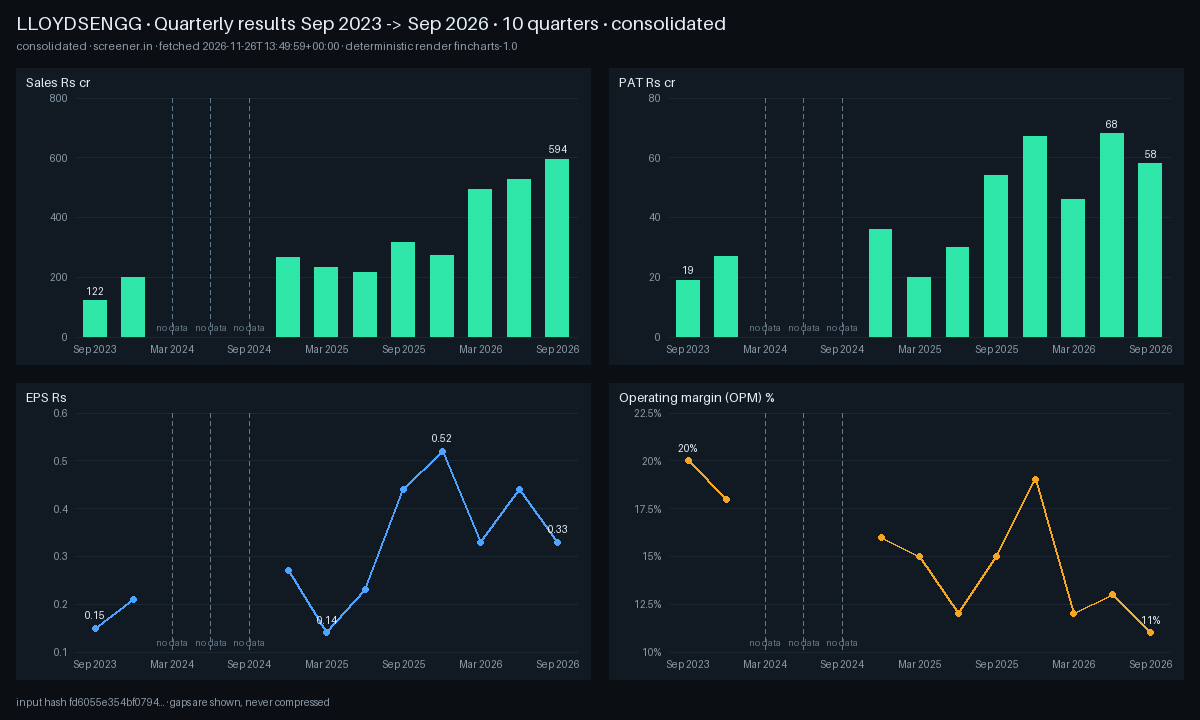 LLOYDSENGG · Quarterly results Sep 2023 -> Sep 2026 · 10 quarters · consolidated
consolidated · screener.in · fetched 2026-11-26T13:49:59+00:00 · deterministic render fincharts-1.0
Sales Rs cr
800
600
400
200
0
122
594
no data
no data
no data
Sep 2023
Mar 2024
Sep 2024
Mar 2025
Sep 2025
Mar 2026
Sep 2026
PAT Rs cr
80
60
40
20
0
19
68
58
no data
no data
no data
Sep 2023
Mar 2024
Sep 2024
Mar 2025
Sep 2025
Mar 2026
Sep 2026
EPS Rs
0.6
0.5
0.4
0.3
0.2
0.1
0.15
0.14
0.52
0.33
no data
no data
no data
Sep 2023
Mar 2024
Sep 2024
Mar 2025
Sep 2025
Mar 2026
Sep 2026
Operating margin (OPM) %
22.5%
20%
17.5%
15%
12.5%
10%
20%
11%
no data
no data
no data
Sep 2023
Mar 2024
Sep 2024
Mar 2025
Sep 2025
Mar 2026
Sep 2026
input hash fd6055e354bf0794… · gaps are shown, never compressed